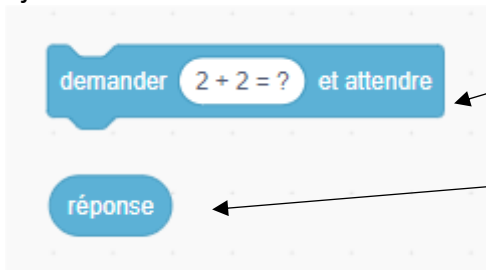 demander 2 + 2 = ? et attendre
réponse